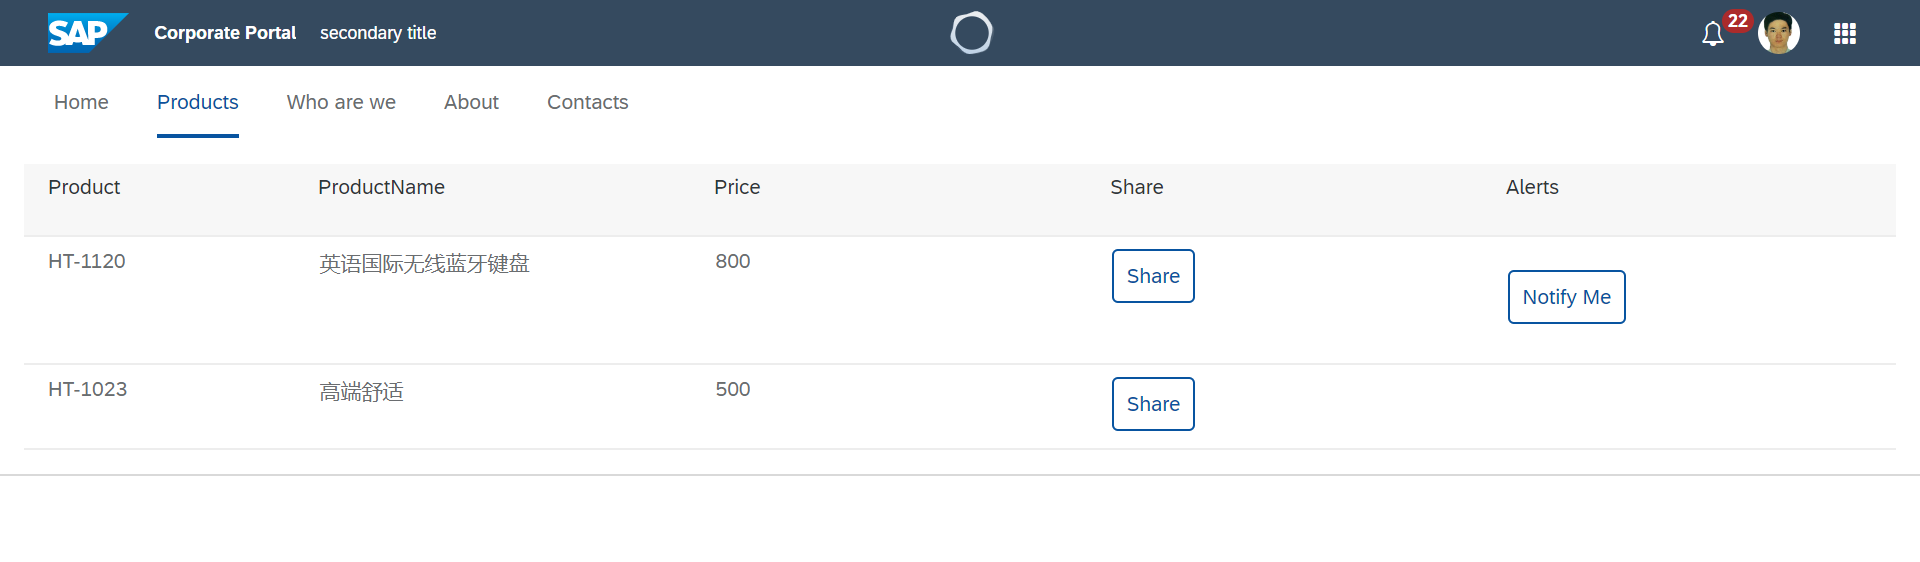 SAP Corporate Portal secondary title 22
Home Products Who are we About Contacts
Product ProductName Price Share Alerts
HT-1120 英语国际无线蓝牙键盘 800 Share Notify Me
HT-1023 高端舒适 500 Share